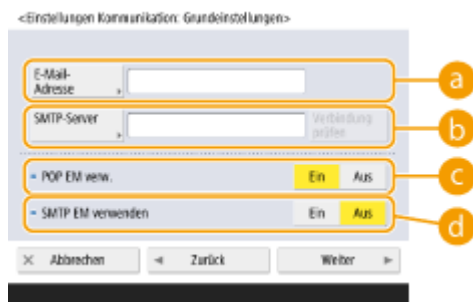 <Einstellungen Kommunikation: Grundeinstellungen>
E-Mail-
Adresse
a
SMTP-Server
Verbindung
prüfen
b
POP EM verw.
Ein
Aus
c
SMTP EM verwenden
Ein
Aus
d
Abbrechen
Zurück
Weiter